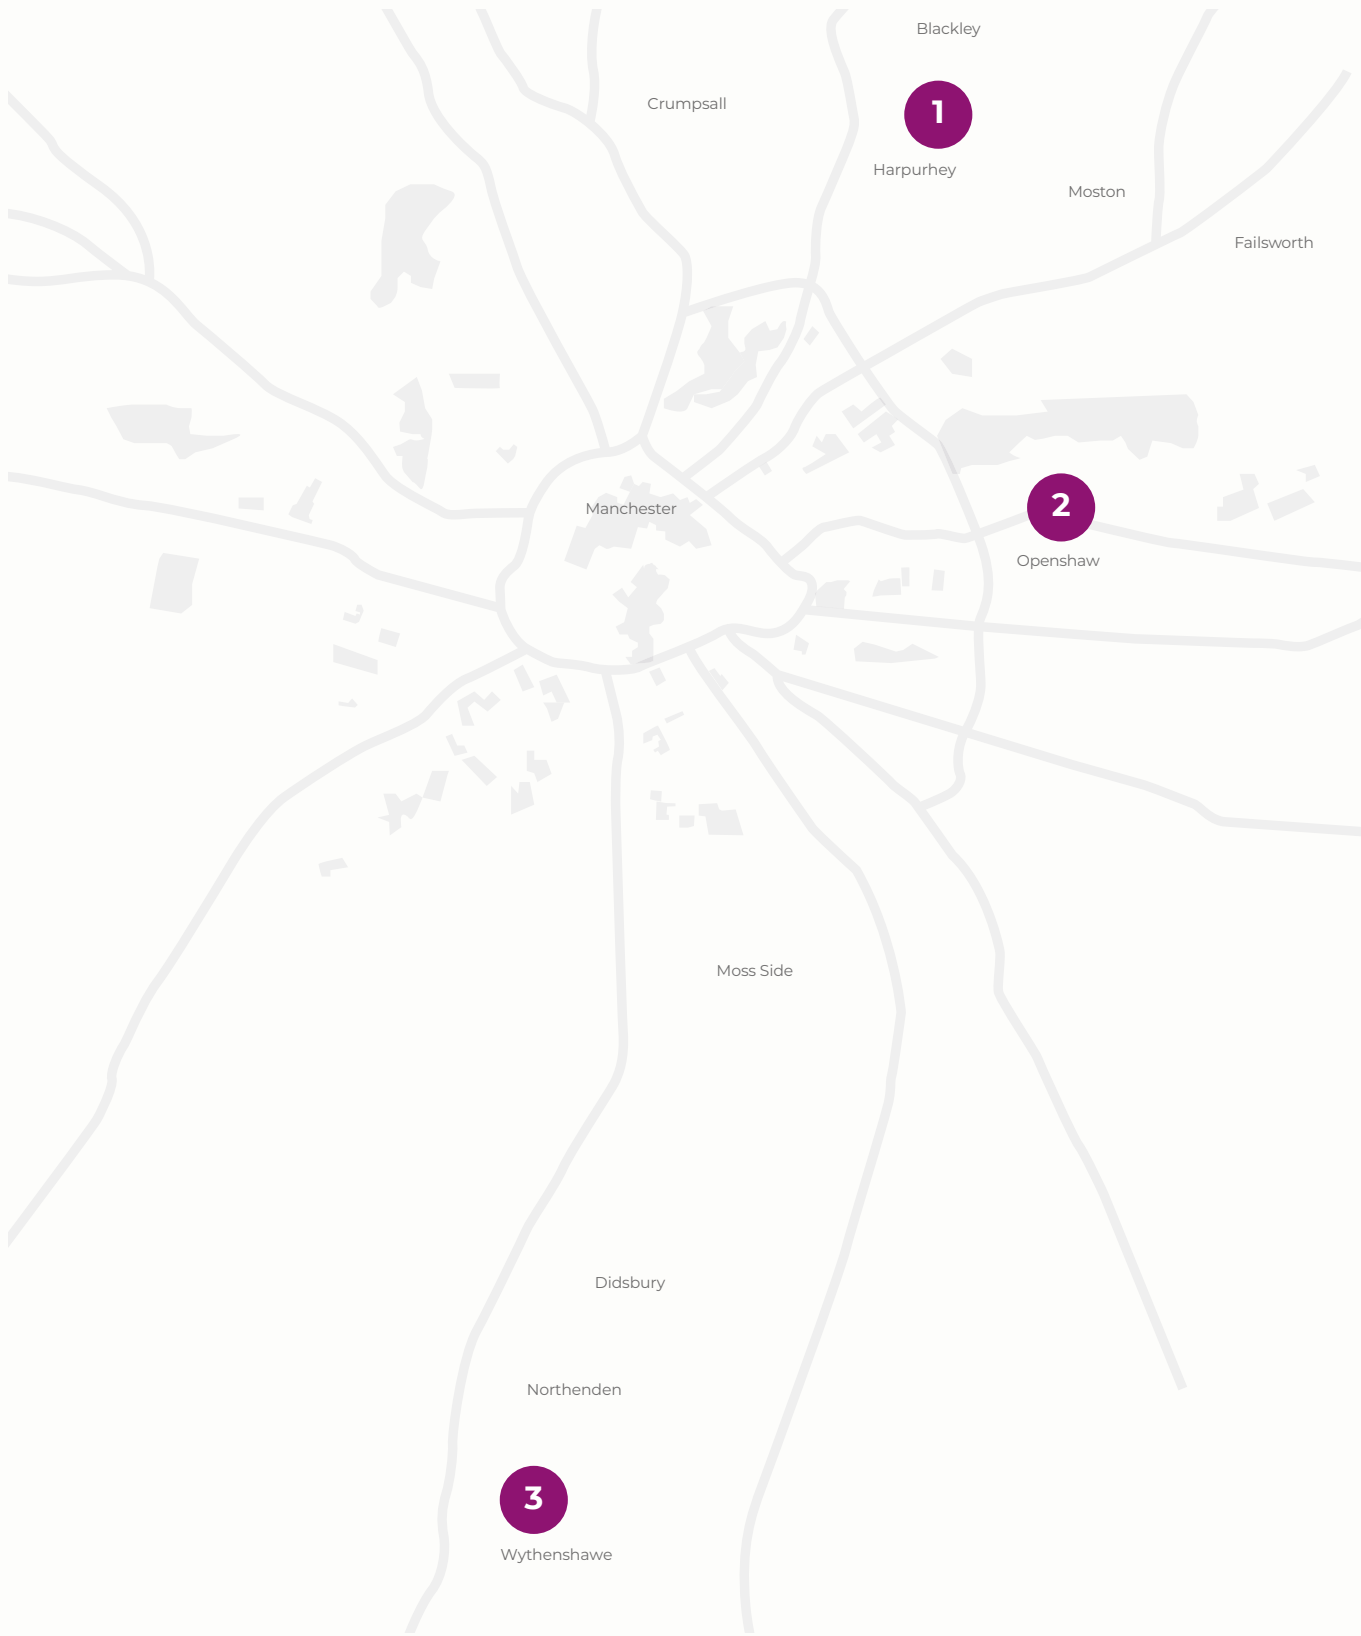 Blackley
Crumpsall
1
Harpurhey
Moston
Failsworth
Manchester
2
Openshaw
Moss Side
Didsbury
Northenden
3
Wythenshawe